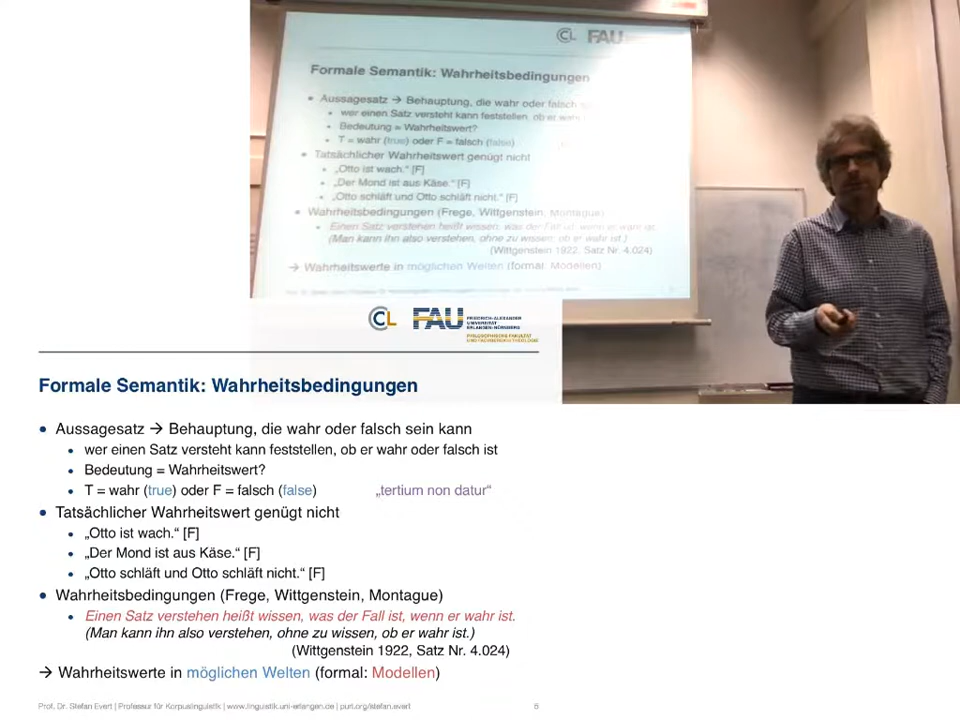 CL FAU
Formale Semantik: Wahrheitsbedingungen
• Aussagesatz → Behauptung, die wahr oder falsch
• wer einen Satz versteht kann feststellen, ob er
• Bedeutung = Wahrheitswert?
• T = wahr (true) oder F = falsch (false)
• Tatsächlicher Wahrheitswert genügt nicht
• „Otto ist wach.“ [F]
• „Der Mond ist aus Käse.“ [F]
• „Otto schläft und Otto schläft nicht.“ [F]
• Wahrheitsbedingungen (Frege, Wittgenstein, Montague)
• Einen Satz verstehen heißt wissen, was der Fall ist, wenn er wahr ist.
(Man kann ihn also verstehen, ohne zu wissen, ob er wahr ist.)
(Wittgenstein 1922, Satz Nr. 4.024)
→ Wahrheitswerte in möglichen Welten (formal: Modellen)
CL FAU FRIEDRICH-ALEXANDER
UNIVERSITÄT
ERLANGEN-NÜRNBERG
PHILOSOPHISCHE FAKULTÄT
UND FACHBEREICH THEOLOGIE
Formale Semantik: Wahrheitsbedingungen
• Aussagesatz → Behauptung, die wahr oder falsch sein kann
• wer einen Satz versteht kann feststellen, ob er wahr oder falsch ist
• Bedeutung = Wahrheitswert?
• T = wahr (true) oder F = falsch (false) „tertium non datur“
• Tatsächlicher Wahrheitswert genügt nicht
• „Otto ist wach.“ [F]
• „Der Mond ist aus Käse.“ [F]
• „Otto schläft und Otto schläft nicht.“ [F]
• Wahrheitsbedingungen (Frege, Wittgenstein, Montague)
• Einen Satz verstehen heißt wissen, was der Fall ist, wenn er wahr ist.
(Man kann ihn also verstehen, ohne zu wissen, ob er wahr ist.)
(Wittgenstein 1922, Satz Nr. 4.024)
→ Wahrheitswerte in möglichen Welten (formal: Modellen)
Prof. Dr. Stefan Evert | Professur für Korpuslinguistik | www.linguistik.uni-erlangen.de | purl.org/stefan.evert 6